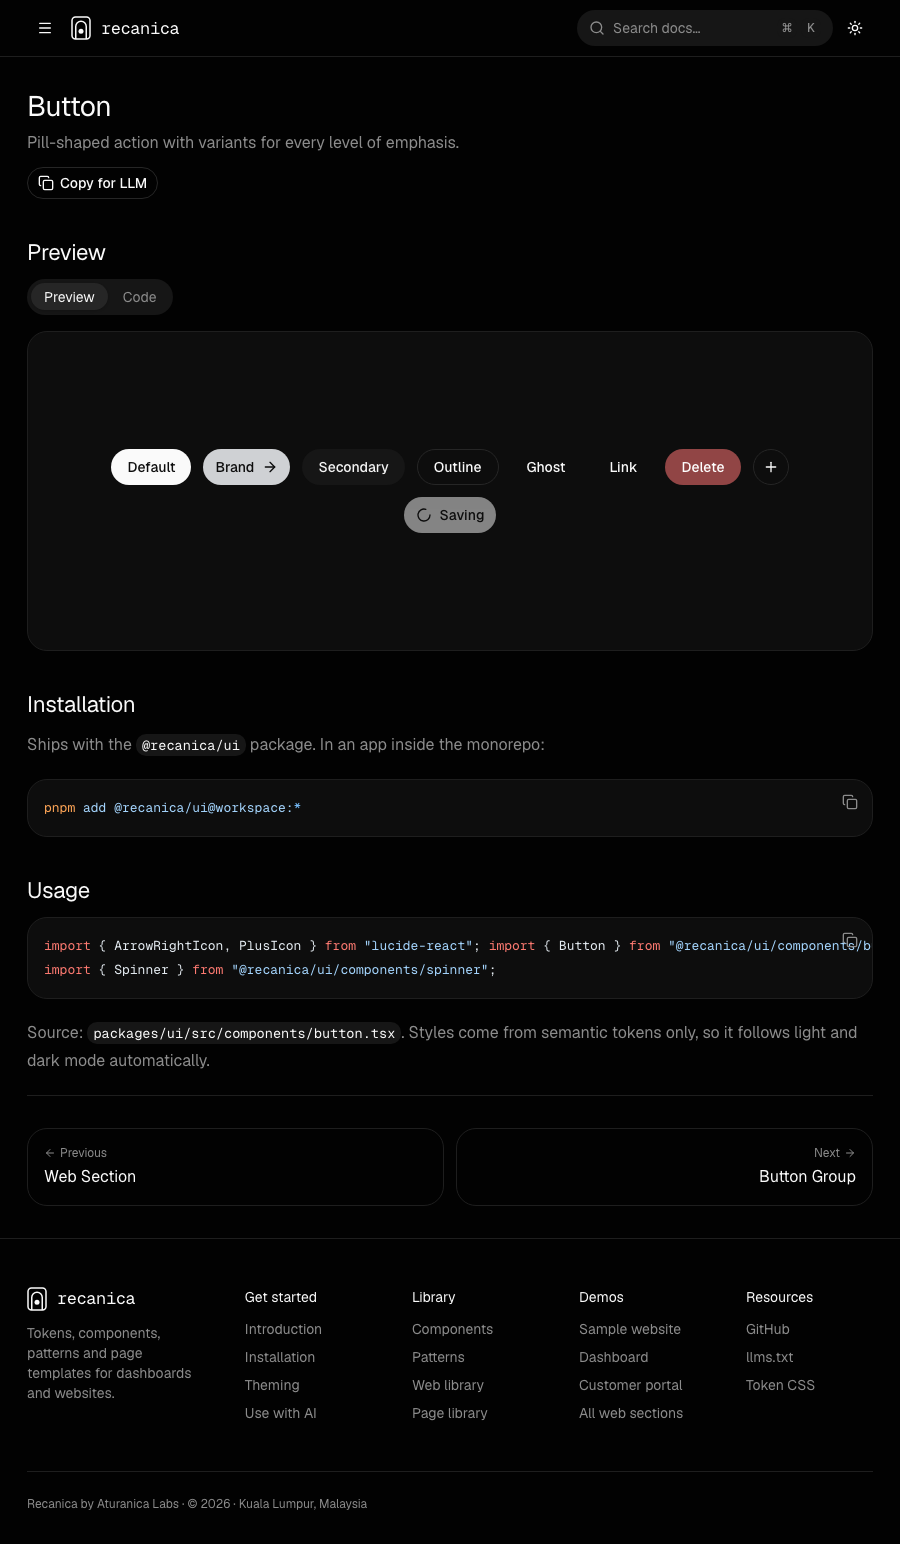 recanica
Search docs...
⌘ K
Button
Pill-shaped action with variants for every level of emphasis.
Copy for LLM
Preview
Preview Code
Default Brand Secondary Outline Ghost Link Delete
Saving
Installation
Ships with the @recanica/ui package. In an app inside the monorepo:
pnpm add @recanica/ui@workspace:*
Usage
import { ArrowRightIcon, PlusIcon } from "lucide-react"; import { Button } from "@recanica/ui/components/b
import { Spinner } from "@recanica/ui/components/spinner";
Source: packages/ui/src/components/button.tsx. Styles come from semantic tokens only, so it follows light and
dark mode automatically.
← Previous
Web Section
Next →
Button Group
recanica
Tokens, components,
patterns and page
templates for dashboards
and websites.
Get started
Introduction
Installation
Theming
Use with AI
Library
Components
Patterns
Web library
Page library
Demos
Sample website
Dashboard
Customer portal
All web sections
Resources
GitHub
llms.txt
Token CSS
Recanica by Aturanica Labs · © 2026 · Kuala Lumpur, Malaysia